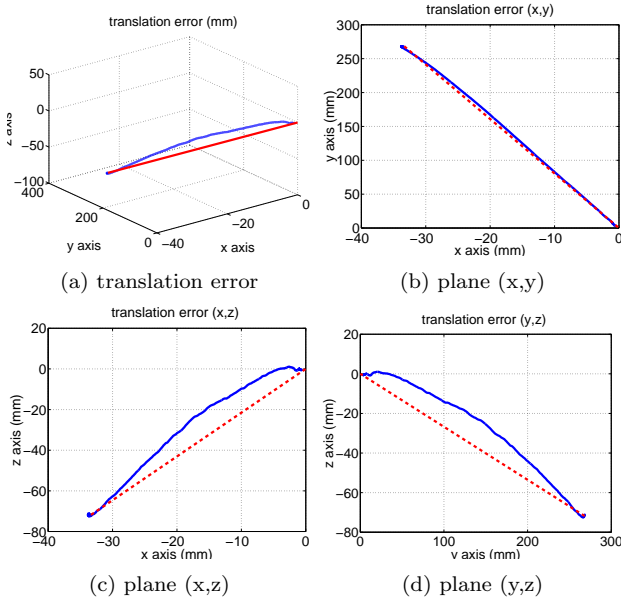 translation error (mm)
50
0
−50
−100
z axis
400
200
0
y axis
−40
−20
0
x axis
(a) translation error
translation error (x,y)
300
250
200
150
100
50
0
y axis (mm)
−40 −30 −20 −10 0
x axis (mm)
(b) plane (x,y)
translation error (x,z)
20
0
−20
−40
−60
−80
z axis (mm)
−40 −30 −20 −10 0
x axis (mm)
(c) plane (x,z)
translation error (y,z)
20
0
−20
−40
−60
−80
z axis (mm)
0 100 200 300
y axis (mm)
(d) plane (y,z)